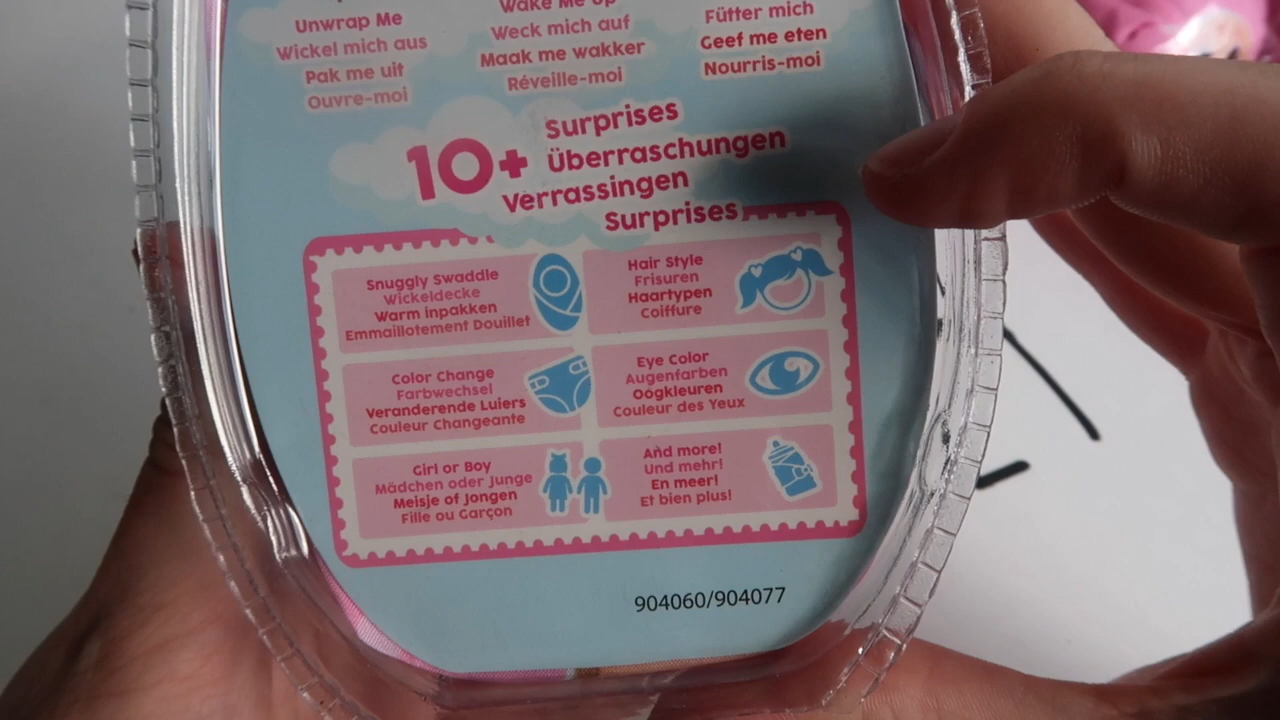 Unwrap Me
Wickel mich aus
Pak me uit
Ouvre-moi
Wake Me Up
Weck mich auf
Maak me wakker
Réveille-moi
Fütter mich
Geef me eten
Nourris-moi
10+
Surprises
Überraschungen
Verrassingen
Surprises
Snuggly Swaddle
Wickeldecke
Warm inpakken
Emmaillotement Douillet
Hair Style
Frisuren
Haartypen
Coiffure
Color Change
Farbwechsel
Veranderende Luiers
Couleur Changeante
Eye Color
Augenfarben
Oogkleuren
Couleur des Yeux
Girl or Boy
Mädchen oder Junge
Meisje of Jongen
Fille ou Garçon
And more!
Und mehr!
En meer!
Et bien plus!
904060/904077